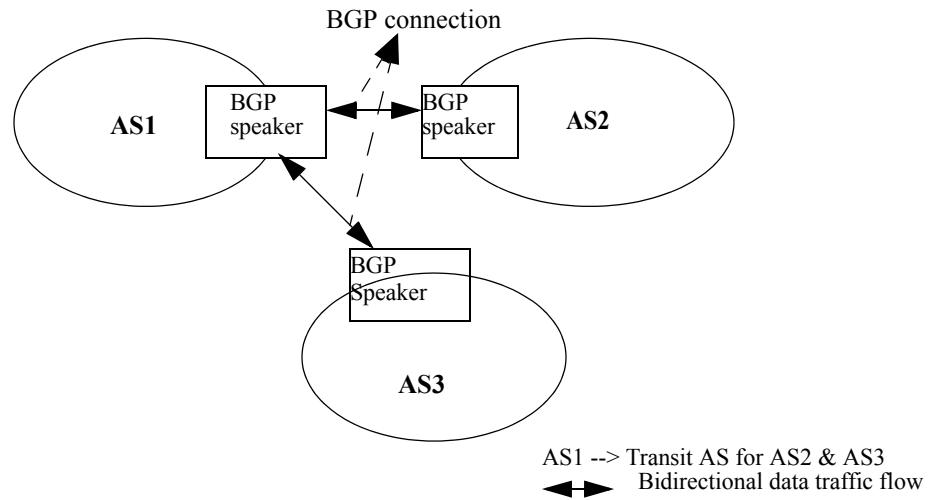 BGP connection
AS1
BGP
speaker
BGP
speaker
AS2
BGP
Speaker
AS3
AS1 --> Transit AS for AS2 & AS3
Bidirectional data traffic flow